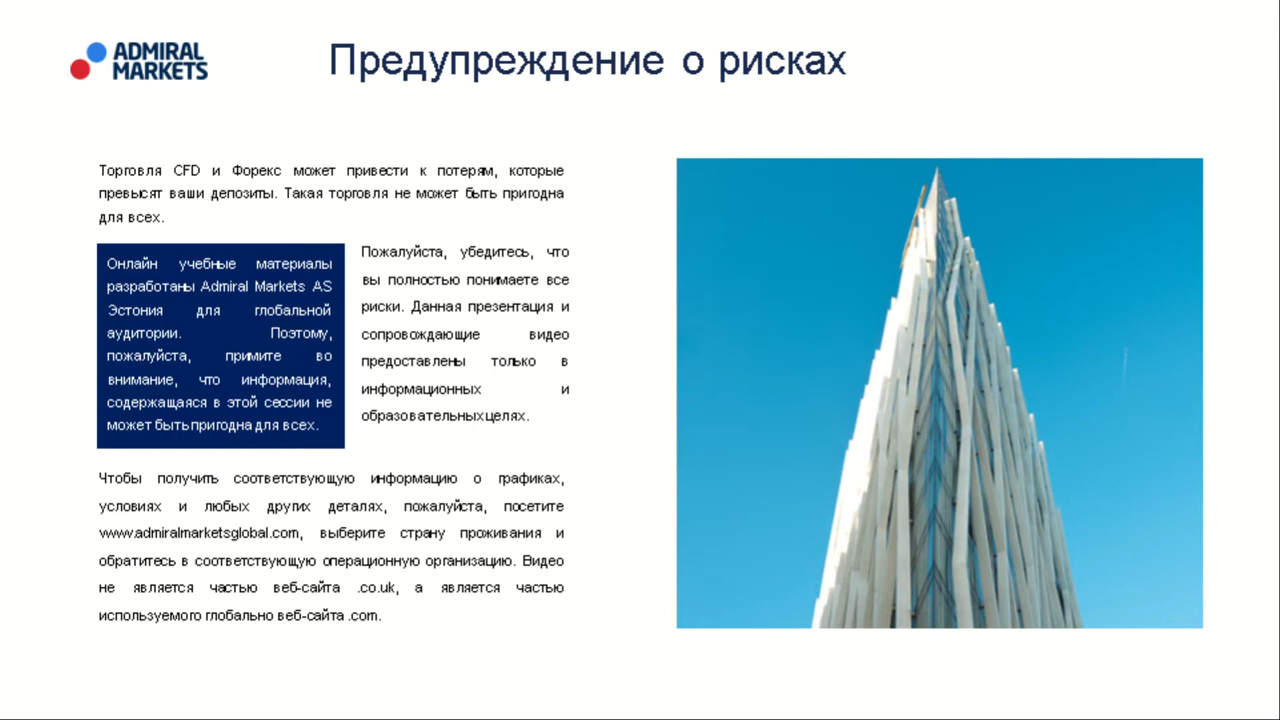 ADMIRAL
MARKETS
Предупреждение о рисках
Торговля CFD и Форекс может привести к потерям, которые
превысят ваши депозиты. Такая торговля не может быть пригодна
для всех.
Онлайн учебные материалы
разработаны Admiral Markets AS
Эстония для глобальной
аудитории. Поэтому,
пожалуйста, примите во
внимание, что информация,
содержащаяся в этой сессии не
может быть пригодна для всех.
Пожалуйста, убедитесь, что
вы полностью понимаете все
риски. Данная презентация и
сопровождающие видео
предоставлены только в
информационных и
образовательных целях.
Чтобы получить соответствующую информацию о графиках,
условиях и любых других деталях, пожалуйста, посетите
www.admiralmarketsglobal.com, выберите страну проживания и
обратитесь в соответствующую операционную организацию. Видео
не является частью веб-сайта .co.uk, а является частью
используемого глобально веб-сайта .com.